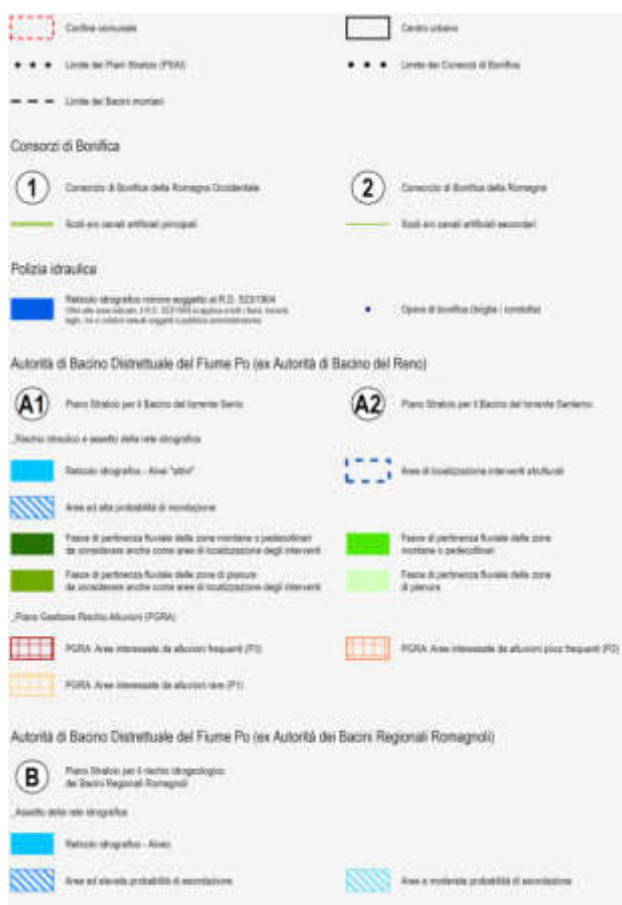 Confine comunale
Centro urbano
Limite dei Piani Stralcio (PSAI)
Limite dei Consorzi di Bonifica
Limite dei Bacini montani
Consorzi di Bonifica
1
Consorzio di Bonifica della Romagna Occidentale
2
Consorzio di Bonifica della Romagna
Scoli e/o canali artificiali principali
Scoli e/o canali artificiali secondari
Polizia idraulica
Reticolo idrografico minore soggetto al R.D. 523/1904
Opere di bonifica (briglie / tombotti)
Autorità di Bacino Distrettuale del Fiume Po (ex Autorità di Bacino del Reno)
A1
Piano Stralcio per il Bacino del torrente Senio
A2
Piano Stralcio per il Bacino del torrente Santerno
_Rischio idraulico e assetto della rete idrografica
Reticolo idrografico - Alvei "attivi"
Aree di localizzazione interventi strutturali
Aree ad alta probabilità di inondazione
Fasce di pertinenza fluviale delle zone montane o pedecollinari
da considerare anche come aree di localizzazione degli interventi
Fasce di pertinenza fluviale delle zone
montane o pedecollinari
Fasce di pertinenza fluviale delle zone di pianura
da considerare anche come aree di localizzazione degli interventi
Fasce di pertinenza fluviale delle zone
di pianura
_Piano Gestione Rischio Alluvioni (PGRA)
PGRA: Aree interessate da alluvioni frequenti (P3)
PGRA: Aree interessate da alluvioni poco frequenti (P2)
PGRA: Aree interessate da alluvioni rare (P1)
Autorità di Bacino Distrettuale del Fiume Po (ex Autorità dei Bacini Regionali Romagnoli)
B
Piano Stralcio per il rischio idrogeologico
dei Bacini Regionali Romagnoli
_Assetto della rete idrografica
Reticolo idrografico - Alveo
Aree ad elevata probabilità di esondazione
Aree a moderata probabilità di esondazione